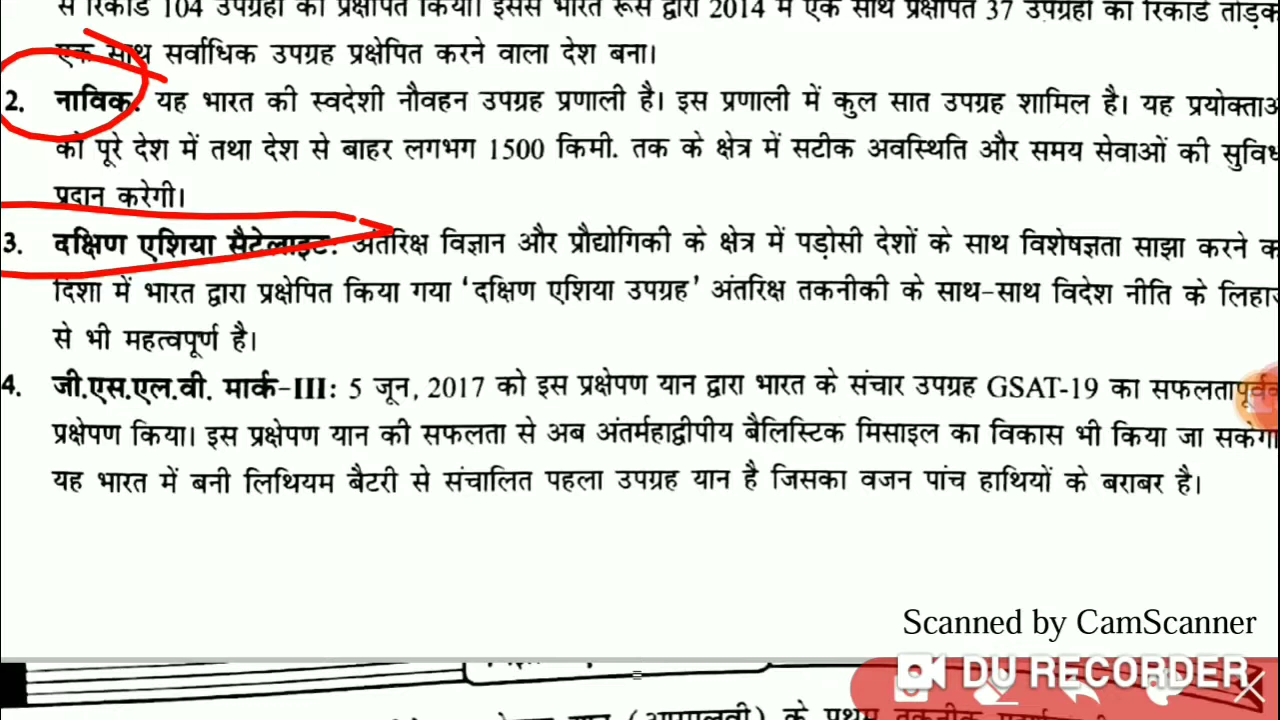 से रिकार्ड 104 उपग्रहों का प्रक्षेपित किया। इससे भारत रूस द्वारा 2014 में एक साथ प्रक्षेपित 37 उपग्रहों का रिकार्ड
एक साथ सर्वाधिक उपग्रह प्रक्षेपित करने वाला देश बना।
2. नाविक: यह भारत की स्वदेशी नौवहन उपग्रह प्रणाली है। इस प्रणाली में कुल सात उपग्रह शामिल है। यह
को पूरे देश में तथा देश से बाहर लगभग 1500 किमी. तक के क्षेत्र में सटीक अवस्थिति और समय सेवाओं की
प्रदान करेगी।
3. दक्षिण एशिया सैटेलाइट: अंतरिक्ष विज्ञान और प्रौद्योगिकी के क्षेत्र में पड़ोसी देशों के साथ विशेषज्ञता साझा करने
दिशा में भारत द्वारा प्रक्षेपित किया गया ‘दक्षिण एशिया उपग्रह’ अंतरिक्ष तकनीकी के साथ-साथ विदेश नीति के
से भी महत्वपूर्ण है।
4. जी.एस.एल.वी. मार्क-III: 5 जून, 2017 को इस प्रक्षेपण यान द्वारा भारत के संचार उपग्रह GSAT-19 का सफलतापूर्वक
प्रक्षेपण किया। इस प्रक्षेपण यान की सफलता से अब अंतर्महाद्वीपीय बैलिस्टिक मिसाइल का विकास भी किया जा सकेगा
यह भारत में बनी लिथियम बैटरी से संचालित पहला उपग्रह यान है जिसका वजन पांच हाथियों के बराबर है।
Scanned by CamScanner
DU RECORDER
के प्रथम